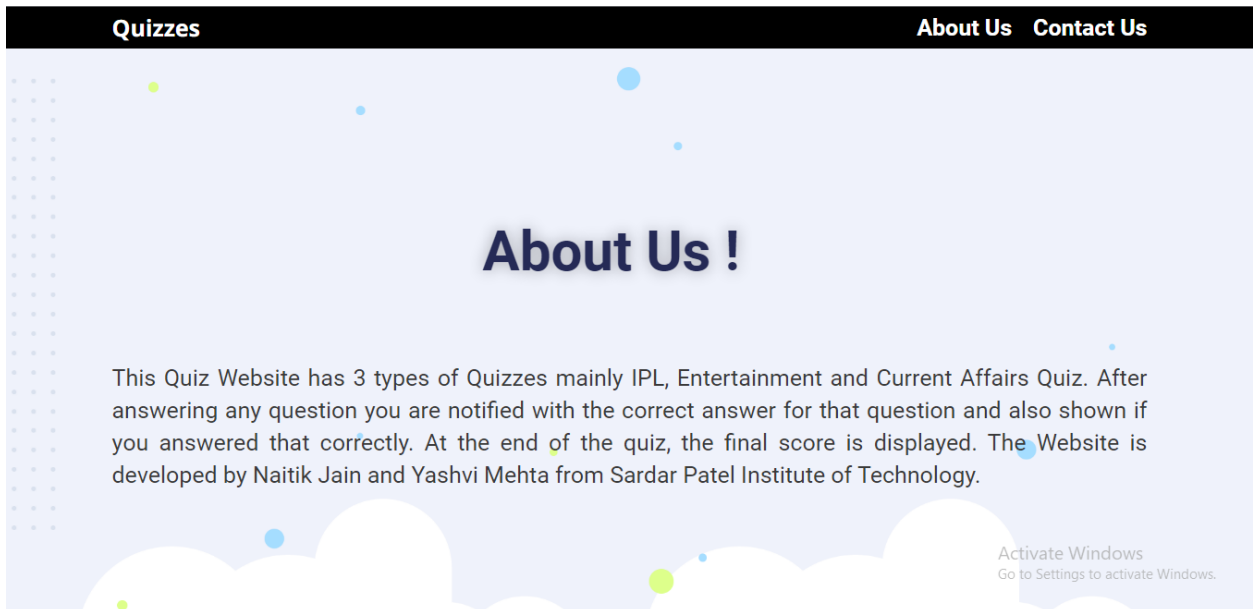 Quizzes About Us Contact Us
About Us !
This Quiz Website has 3 types of Quizzes mainly IPL, Entertainment and Current Affairs Quiz. After
answering any question you are notified with the correct answer for that question and also shown if
you answered that correctly. At the end of the quiz, the final score is displayed. The Website is
developed by Naitik Jain and Yashvi Mehta from Sardar Patel Institute of Technology.
Activate Windows
Go to Settings to activate Windows.